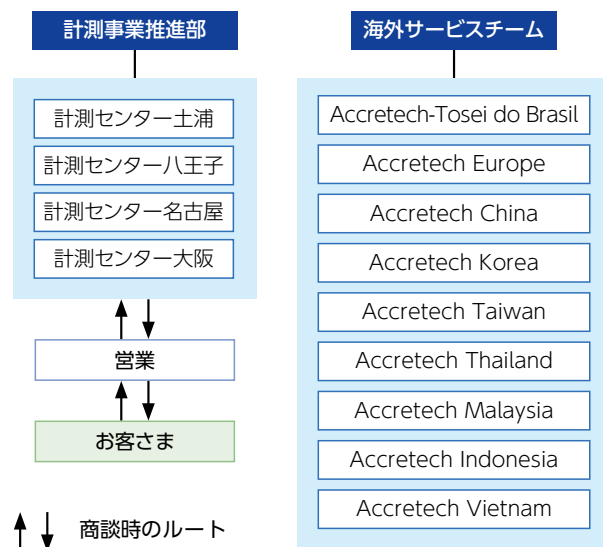 計測事業推進部
計測センター土浦
計測センター八王子
計測センター名古屋
計測センター大阪
営業
お客さま
商談時のルート
海外サービスチーム
Accretech-Tosei do Brasil
Accretech Europe
Accretech China
Accretech Korea
Accretech Taiwan
Accretech Thailand
Accretech Malaysia
Accretech Indonesia
Accretech Vietnam